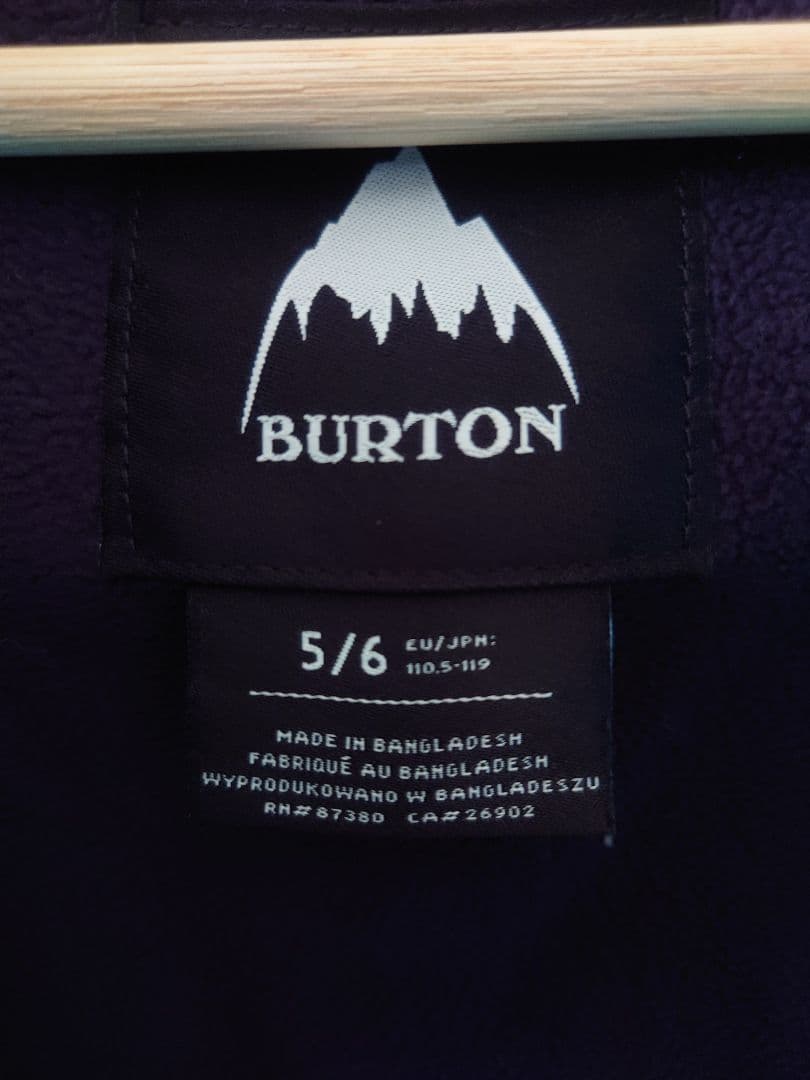 BURTON
5/6 EU/JPN:
110.5-119
MADE IN BANGLADESH
FABRIQUÉ AU BANGLADESH
WYPRODUKOWANO W BANGLADESZU
RN#87380 CA#26902